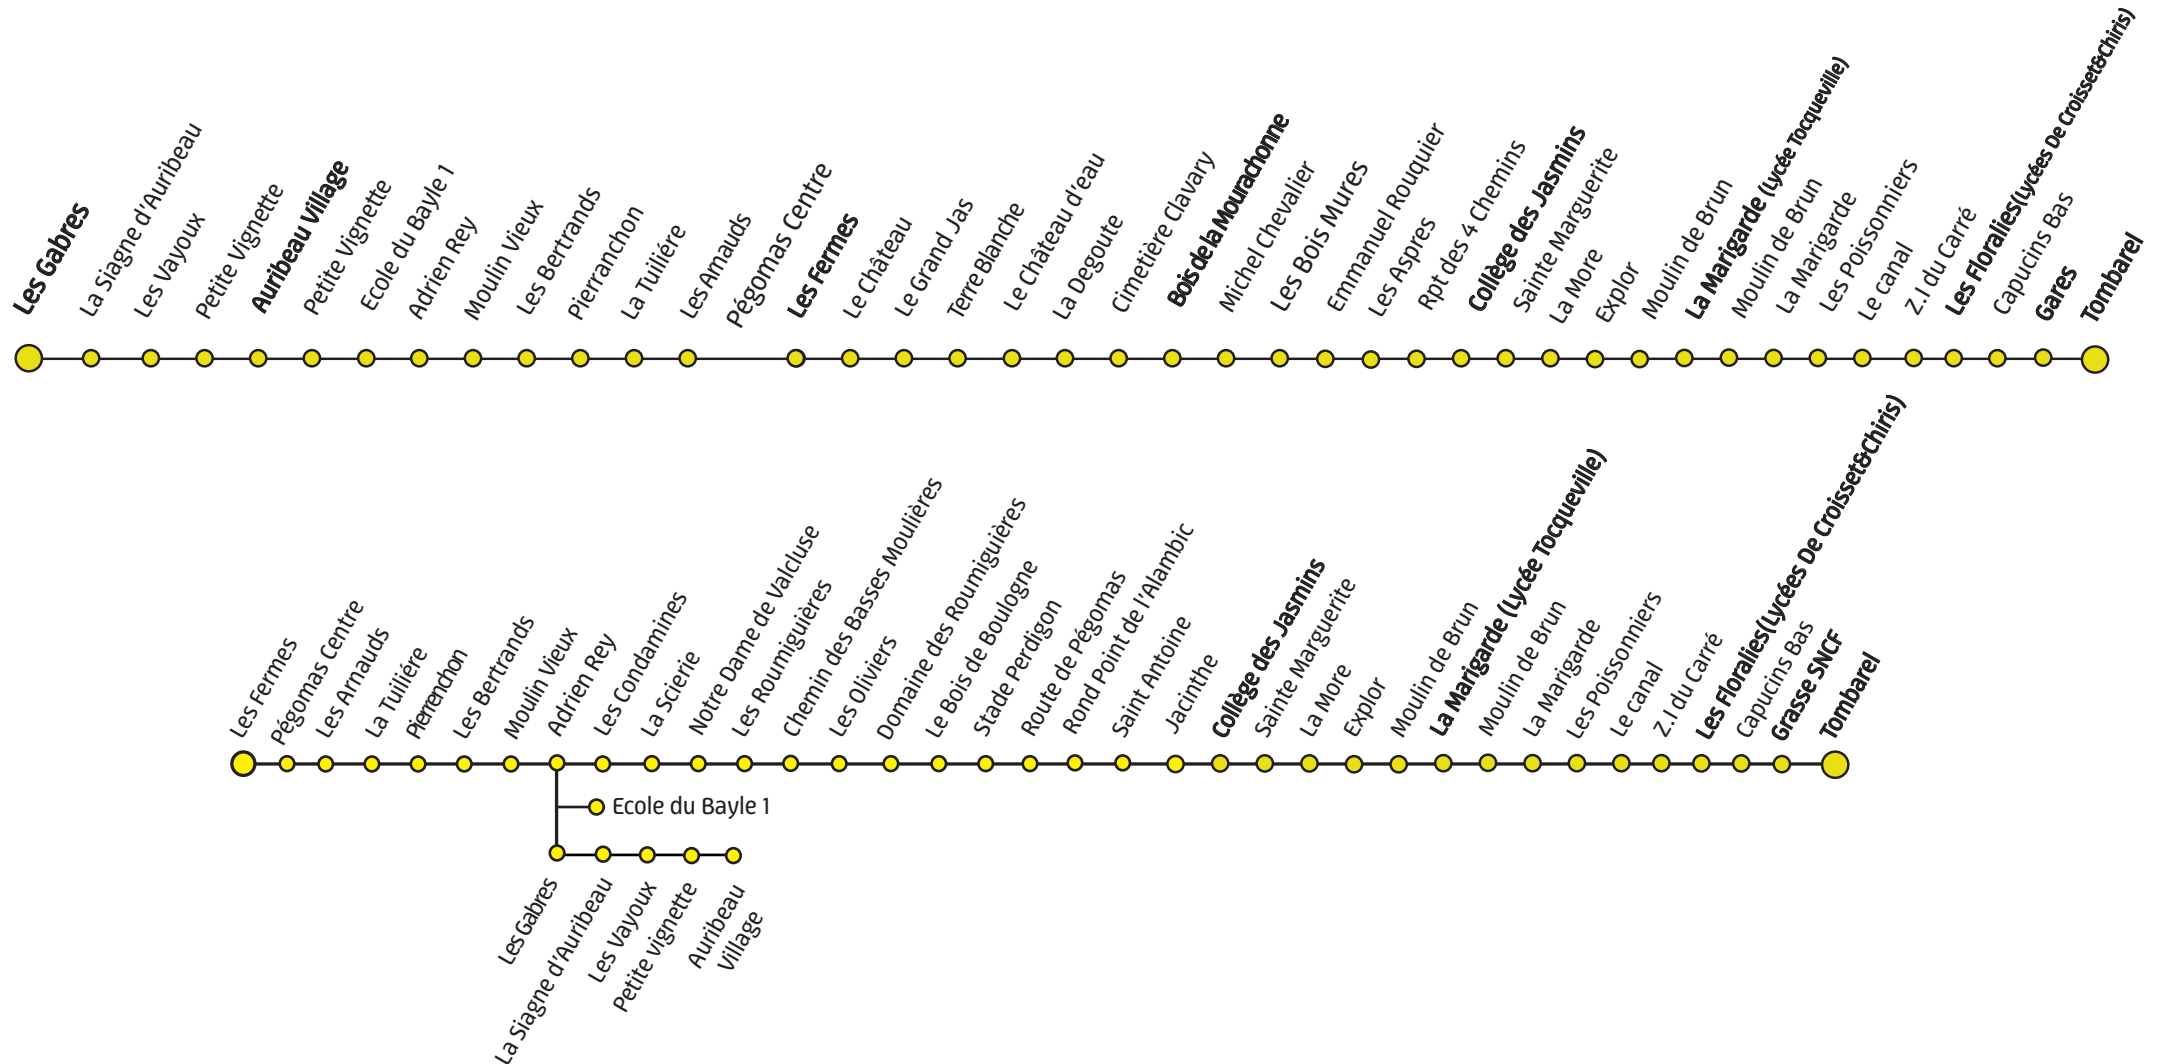 Les Gabres
La Siagne d'Auribeau
Les Vayoux
Petite Vignette
Auribeau Village
Petite Vignette
Ecole du Bayle 1
Adrien Rey
Moulin Vieux
Les Bertrands
Pierranchon
La Tuiliére
Les Arnauds
Pégomas Centre
Les Fermes
Le Château
Le Grand Jas
Terre Blanche
Le Château d'eau
La Degoute
Cimetière Clavary
Bois de la Mourachonne
Michel Chevalier
Les Bois Mures
Emmanuel Rouquier
Les Aspres
Rpt des 4 Chemins
Collège des Jasmins
Sainte Marguerite
La More
Explor
Moulin de Brun
La Marigarde (Lycée Tocqueville)
Moulin de Brun
La Marigarde
Les Poissonniers
Le canal
Z.I du Carré
Les Floralies(Lycées De Croisset&Chiris)
Capucins Bas
Gares
Tombarel
Les Fermes
Pégomas Centre
Les Arnauds
La Tuiliére
Pierrenchon
Les Bertrands
Moulin Vieux
Adrien Rey
Les Condamines
La Scierie
Notre Dame de Valcluse
Les Roumiguières
Chemin des Basses Moulières
Les Oliviers
Domaine des Roumiguières
Le Bois de Boulogne
Stade Perdigon
Route de Pégomas
Rond Point de l'Alambic
Saint Antoine
Jacinthe
Collège des Jasmins
Sainte Marguerite
La More
Explor
Moulin de Brun
La Marigarde (Lycée Tocqueville)
Moulin de Brun
La Marigarde
Les Poissonniers
Le canal
Z.I du Carré
Les Floralies(Lycées De Croisset&Chiris)
Capucins Bas
Grasse SNCF
Tombarel
Ecole du Bayle 1
Les Gabres
La Siagne d'Auribeau
Les Vayoux
Petite vignette
Auribeau
Village